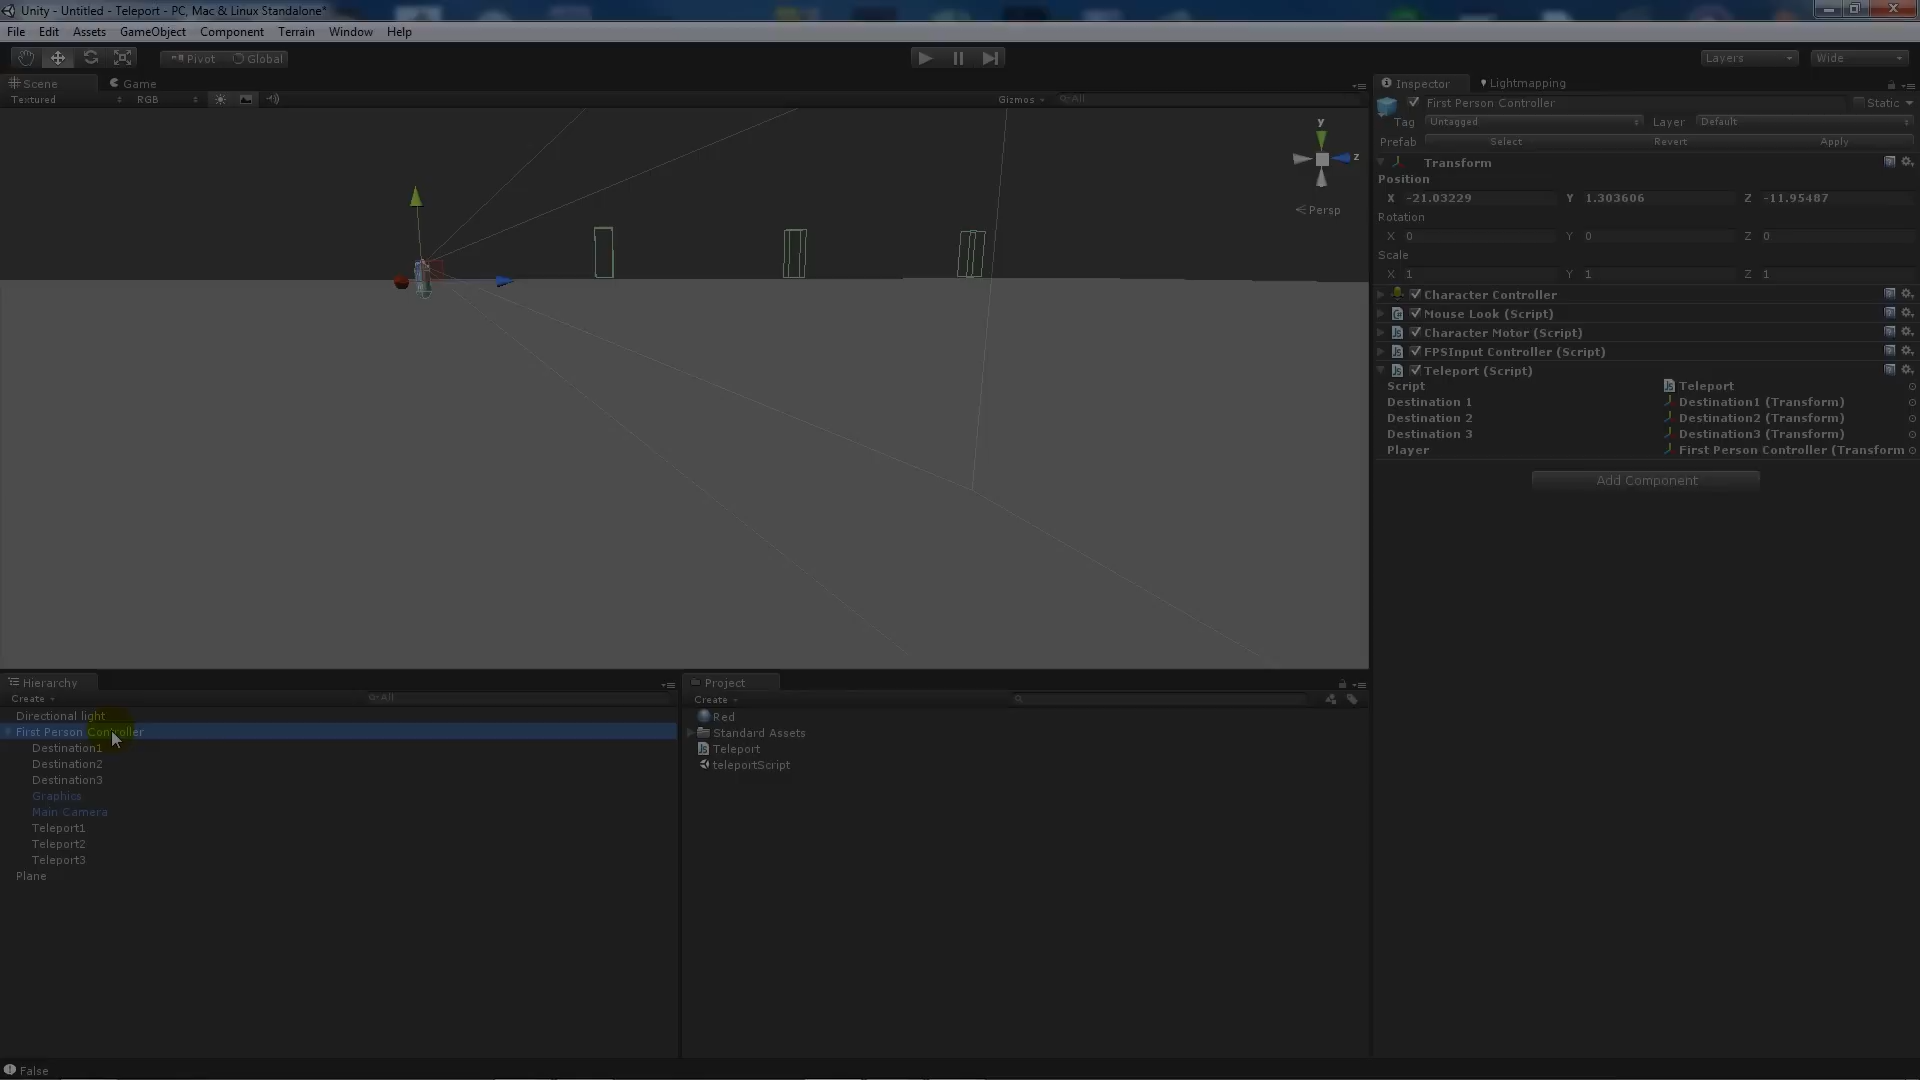 Unity - Untitled - Teleport - PC, Mac & Linux Standalone*
File Edit Assets GameObject Component Terrain Window Help
Pivot Global Layers Wide
Scene Game
Textured RGB Gizmos All
y
z
Persp
Inspector Lightmapping
First Person Controller Static
Tag Untagged Layer Default
Prefab Select Revert Apply
Transform
Position
X -21.03229 Y 1.303606 Z -11.95487
Rotation
X 0 Y 0 Z 0
Scale
X 1 Y 1 Z 1
Character Controller
Mouse Look (Script)
Character Motor (Script)
FPSInput Controller (Script)
Teleport (Script)
Script Teleport
Destination 1 Destination1 (Transform)
Destination 2 Destination2 (Transform)
Destination 3 Destination3 (Transform)
Player First Person Controller (Transform
Add Component
Hierarchy
Create All
Directional light
First Person Controller
Destination1
Destination2
Destination3
Graphics
Main Camera
Teleport1
Teleport2
Teleport3
Plane
Project
Create
Red
Standard Assets
Teleport
teleportScript
False